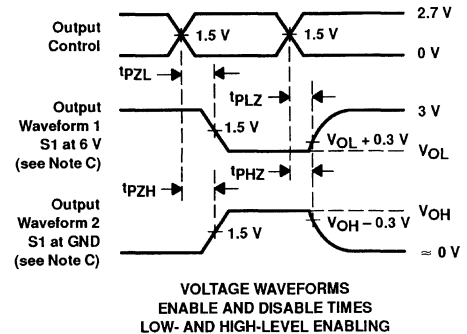 2.7 V
Output
Control
1.5 V
1.5 V
0 V
tPZL
tPLZ
Output
Waveform 1
S1 at 6 V
(see Note C)
3 V
1.5 V
VOL + 0.3 V
VOL
tPZH
tPHZ
Output
Waveform 2
S1 at GND
(see Note C)
VOH
VOH − 0.3 V
1.5 V
≈ 0 V
VOLTAGE WAVEFORMS
ENABLE AND DISABLE TIMES
LOW- AND HIGH-LEVEL ENABLING